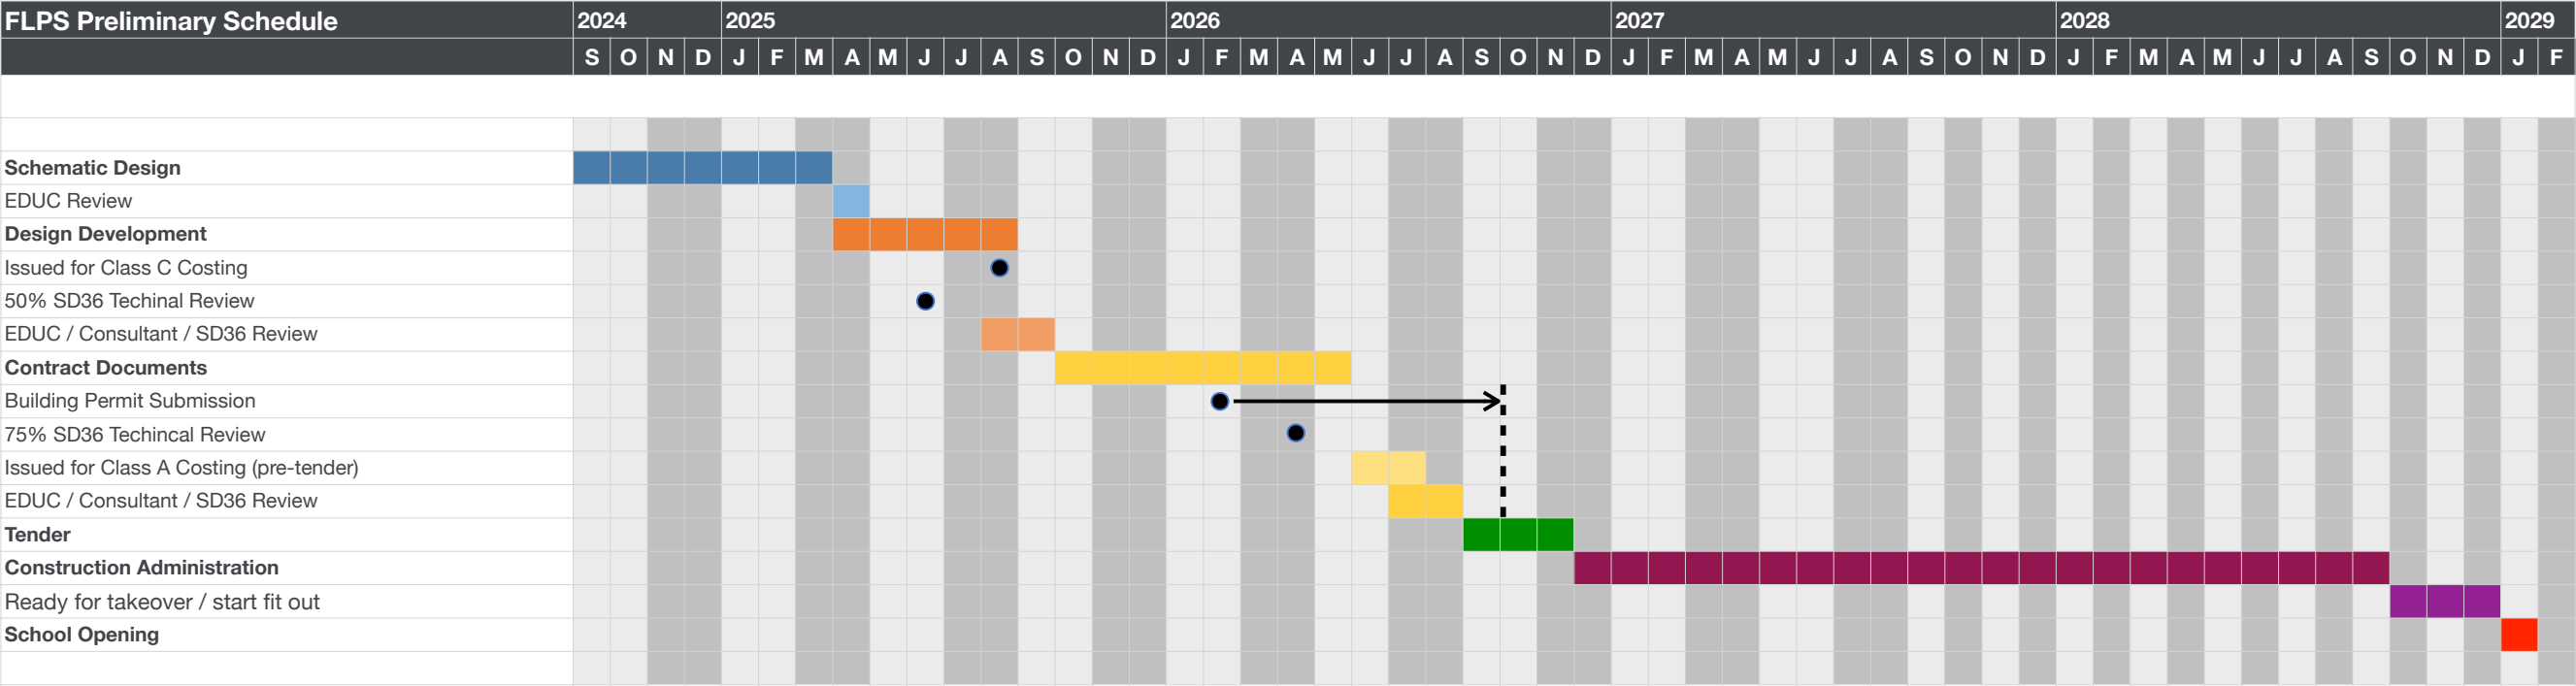 FLPS Preliminary Schedule 2024 2025 2026 2027 2028 2029
S O N D J F M A M J J A S O N D J F M A M J J A S O N D J F M A M J J A S O N D J F M A M J J A S O N D J F
Schematic Design
EDUC Review
Design Development
Issued for Class C Costing
50% SD36 Techinal Review
EDUC / Consultant / SD36 Review
Contract Documents
Building Permit Submission
75% SD36 Techincal Review
Issued for Class A Costing (pre-tender)
EDUC / Consultant / SD36 Review
Tender
Construction Administration
Ready for takeover / start fit out
School Opening